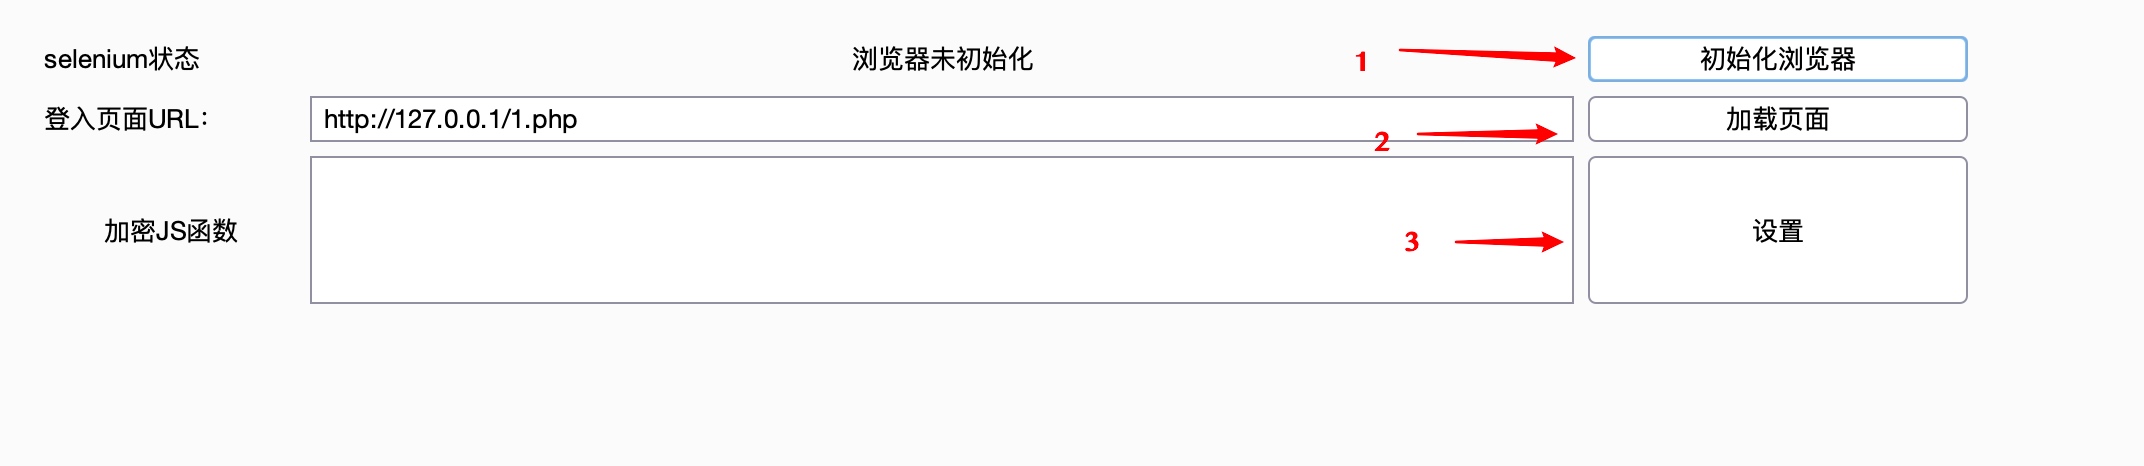 selenium状态 浏览器未初始化 1 初始化浏览器
登入页面URL： http://127.0.0.1/1.php 2 加载页面
加密JS函数 3 设置